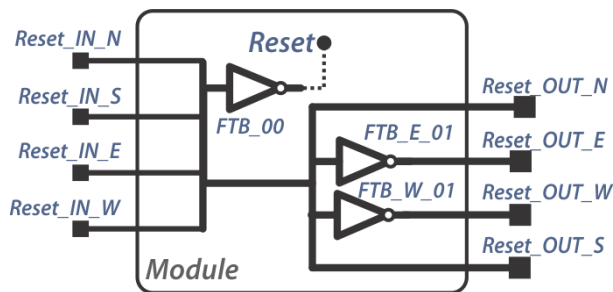 Reset_IN_N
Reset
Reset_OUT_N
Reset_IN_S
FTB_00
FTB_E_01
Reset_OUT_E
Reset_IN_E
FTB_W_01
Reset_OUT_W
Reset_IN_W
Reset_OUT_S
Module